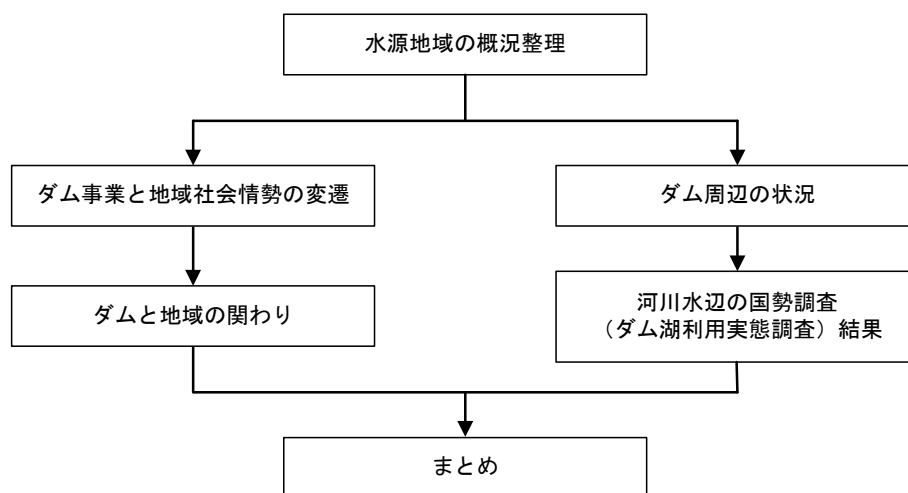 水源地域の概況整理
ダム事業と地域社会情勢の変遷
ダム周辺の状況
ダムと地域の関わり
河川水辺の国勢調査
（ダム湖利用実態調査）結果
まとめ